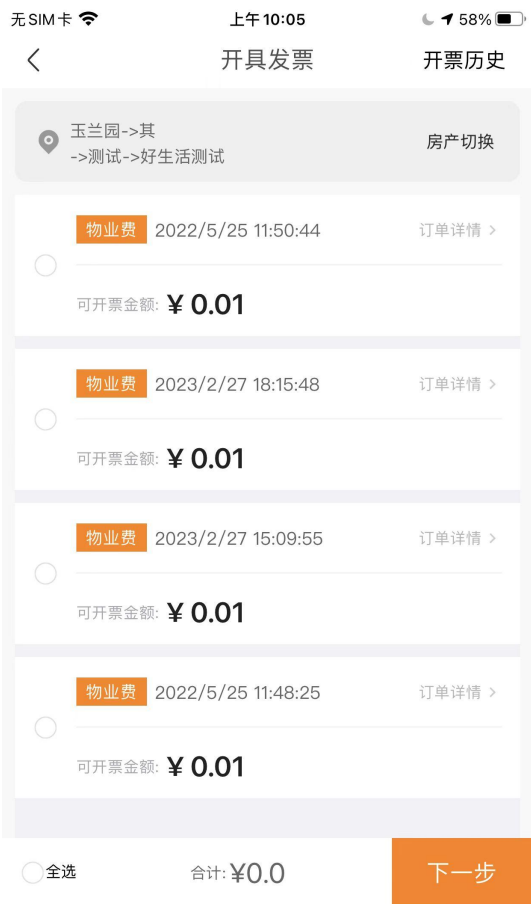 无SIM卡 上午10:05 58%
开具发票 开票历史
玉兰园->其
->测试->好生活测试
房产切换
物业费 2022/5/25 11:50:44 订单详情
可开票金额: ¥ 0.01
物业费 2023/2/27 18:15:48 订单详情
可开票金额: ¥ 0.01
物业费 2023/2/27 15:09:55 订单详情
可开票金额: ¥ 0.01
物业费 2022/5/25 11:48:25 订单详情
可开票金额: ¥ 0.01
全选 合计: ¥0.0 下一步